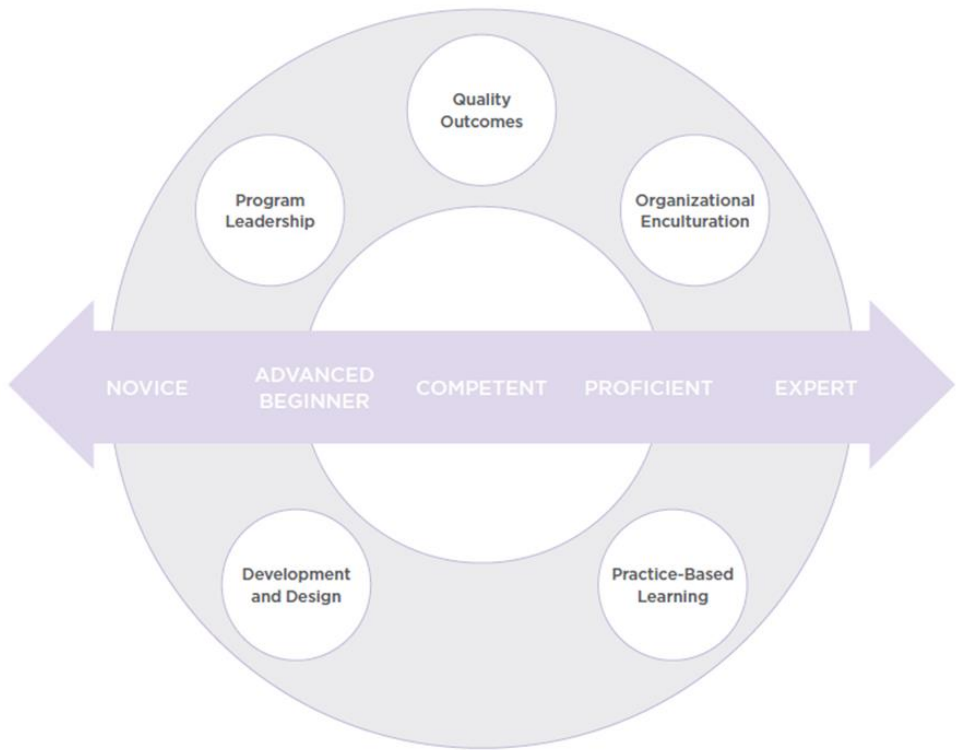 Quality
Outcomes
Program
Leadership
Organizational
Enculturation
NOVICE
ADVANCED
BEGINNER
COMPETENT
PROFICIENT
EXPERT
Development
and Design
Practice-Based
Learning